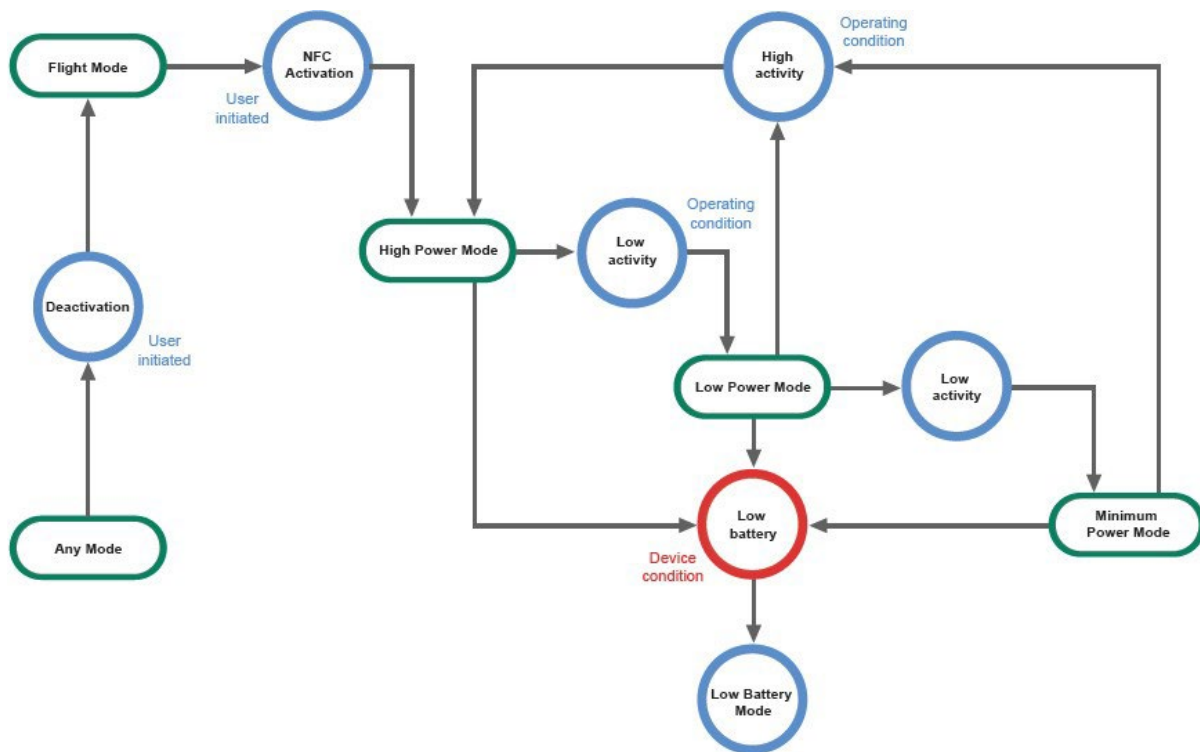 Flight Mode
NFC
Activation
User
initiated
High
activity
Operating
condition
High Power Mode
Low
activity
Operating
condition
Deactivation
User
initiated
Low Power Mode
Low
activity
Any Mode
Low
battery
Device
condition
Minimum
Power Mode
Low Battery
Mode